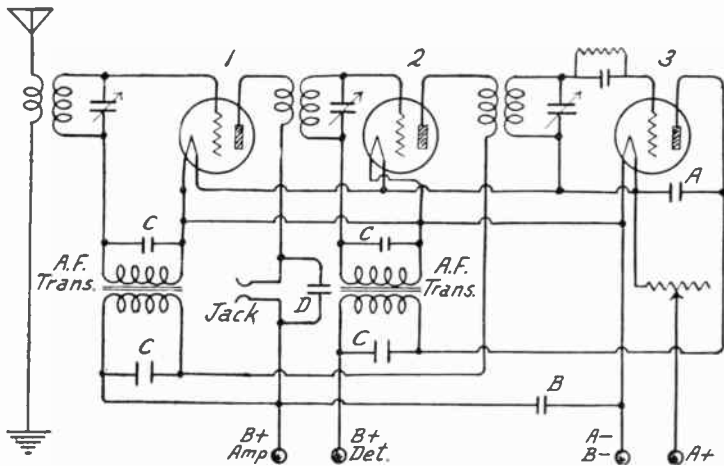 1
2
3
A
C
C
A.F.
Trans.
Jack
D
A.F.
Trans.
C
C
B
B+
Amp
B+
Det.
A-
B-
A+